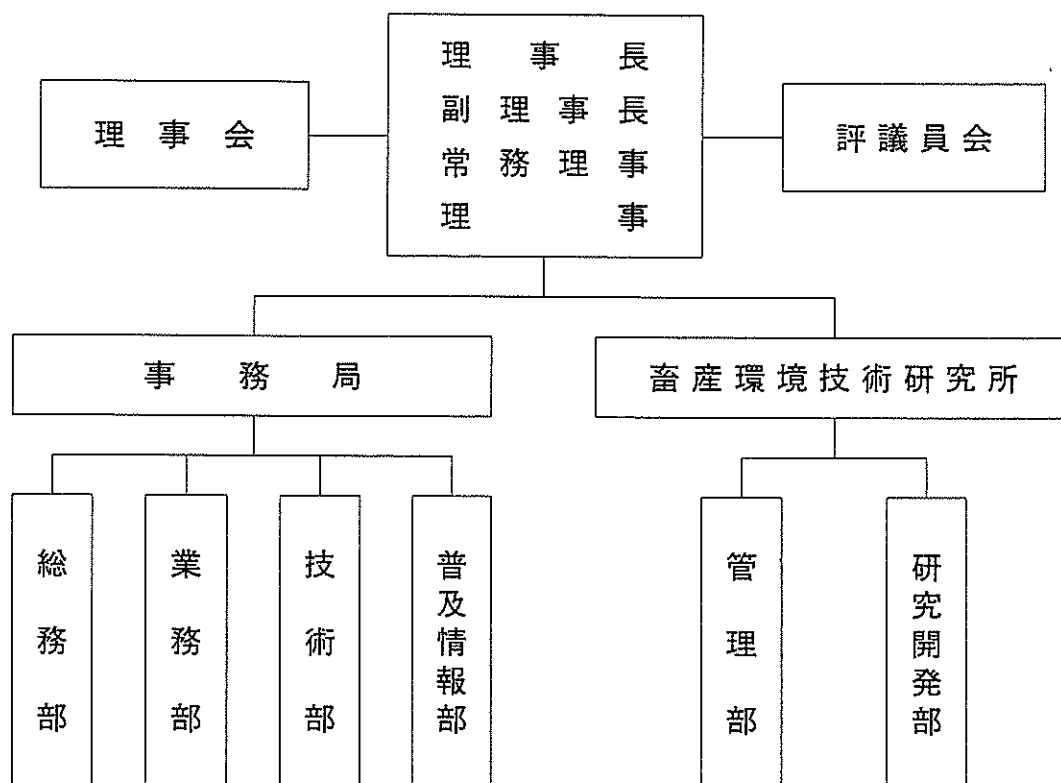 理事長
副理事長
常務理事
理事
理事会
評議員会
事務局
畜産環境技術研究所
総務部
業務部
技術部
普及情報部
管理部
研究開発部